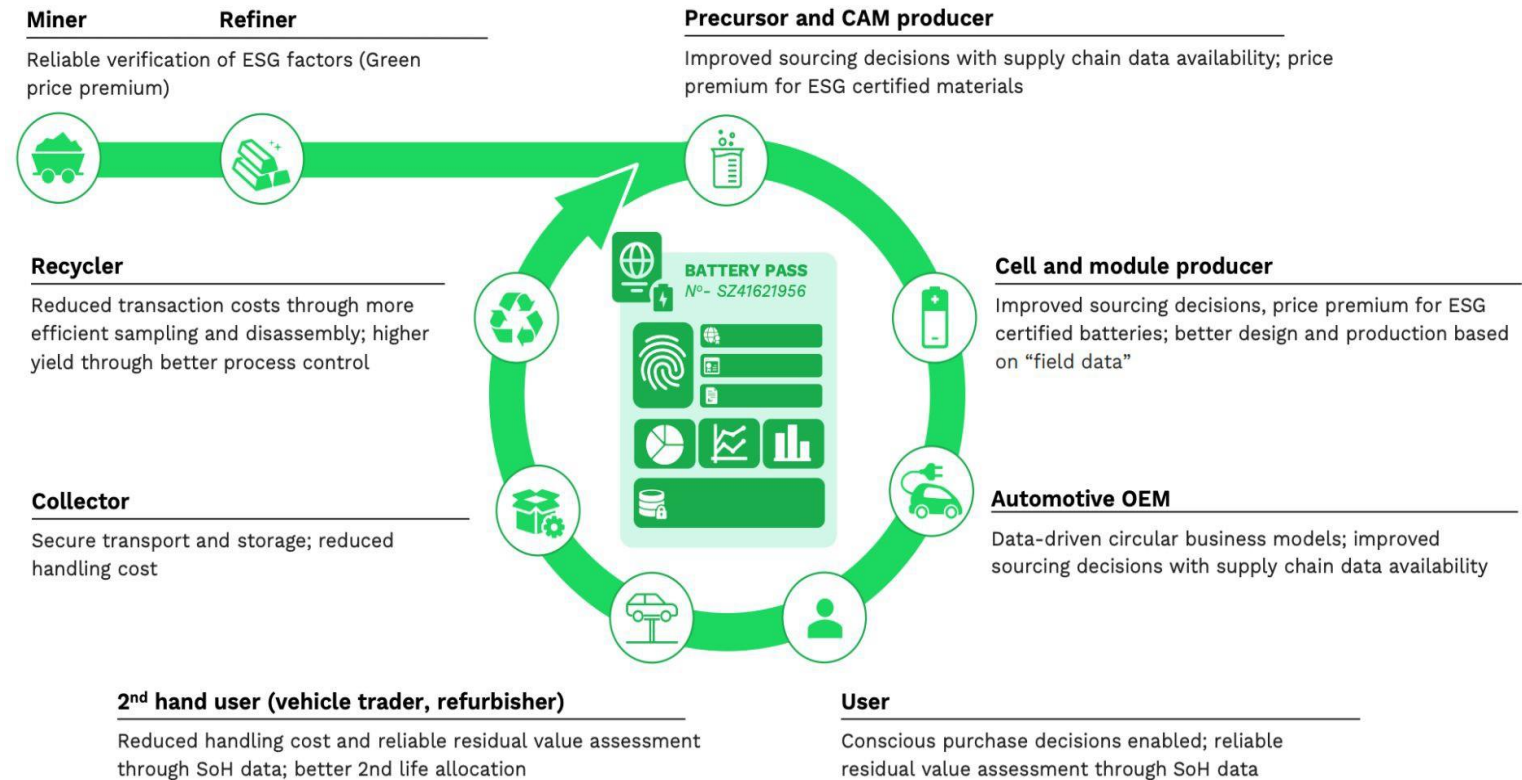 Miner Refiner
Reliable verification of ESG factors (Green
price premium)
Precursor and CAM producer
Improved sourcing decisions with supply chain data availability; price
premium for ESG certified materials
Recycler
Reduced transaction costs through more
efficient sampling and disassembly; higher
yield through better process control
BATTERY PASS
Nº- SZ41621956
Cell and module producer
Improved sourcing decisions, price premium for ESG
certified batteries; better design and production based
on “field data”
Collector
Secure transport and storage; reduced
handling cost
Automotive OEM
Data-driven circular business models; improved
sourcing decisions with supply chain data availability
2nd hand user (vehicle trader, refurbisher)
Reduced handling cost and reliable residual value assessment
through SoH data; better 2nd life allocation
User
Conscious purchase decisions enabled; reliable
residual value assessment through SoH data